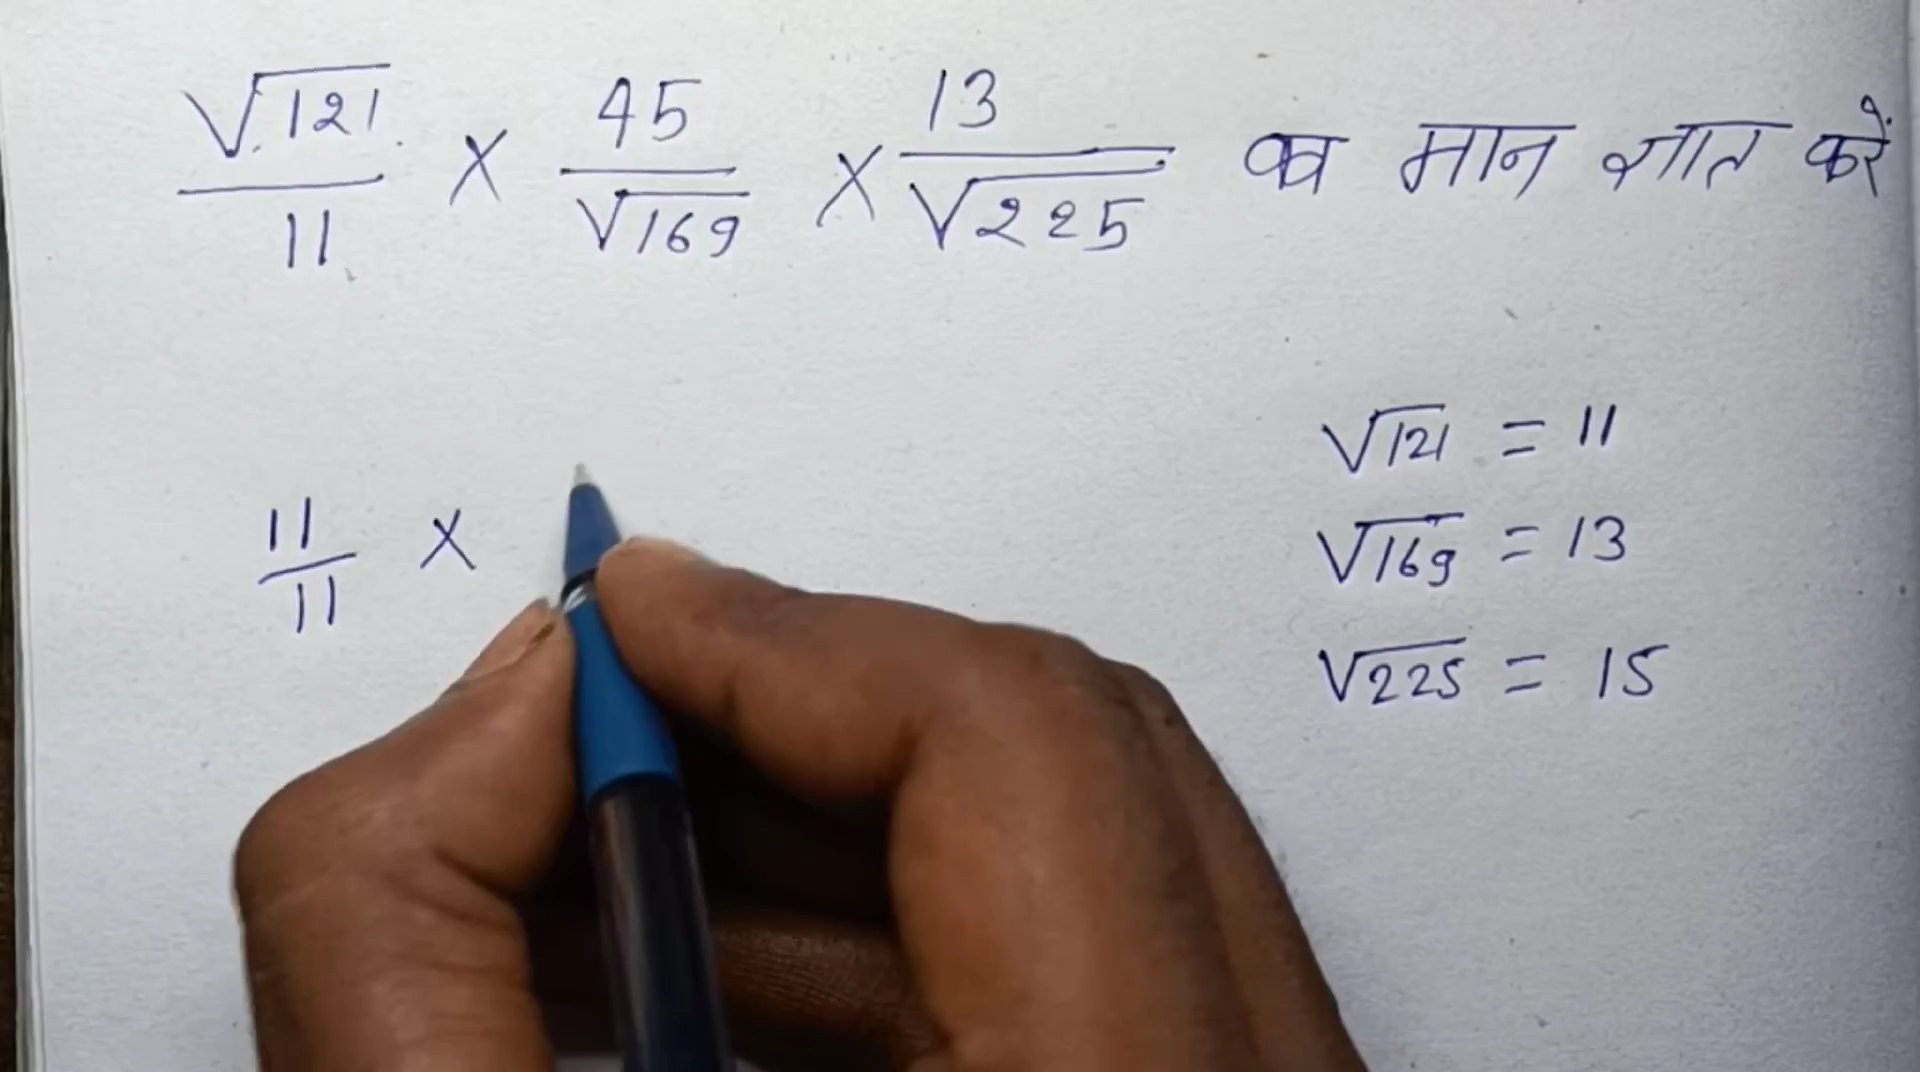 √121/11 × 45/√169 × 13/√225 का मान ज्ञात करें
√121 = 11
√169 = 13
√225 = 15
11/11 ×